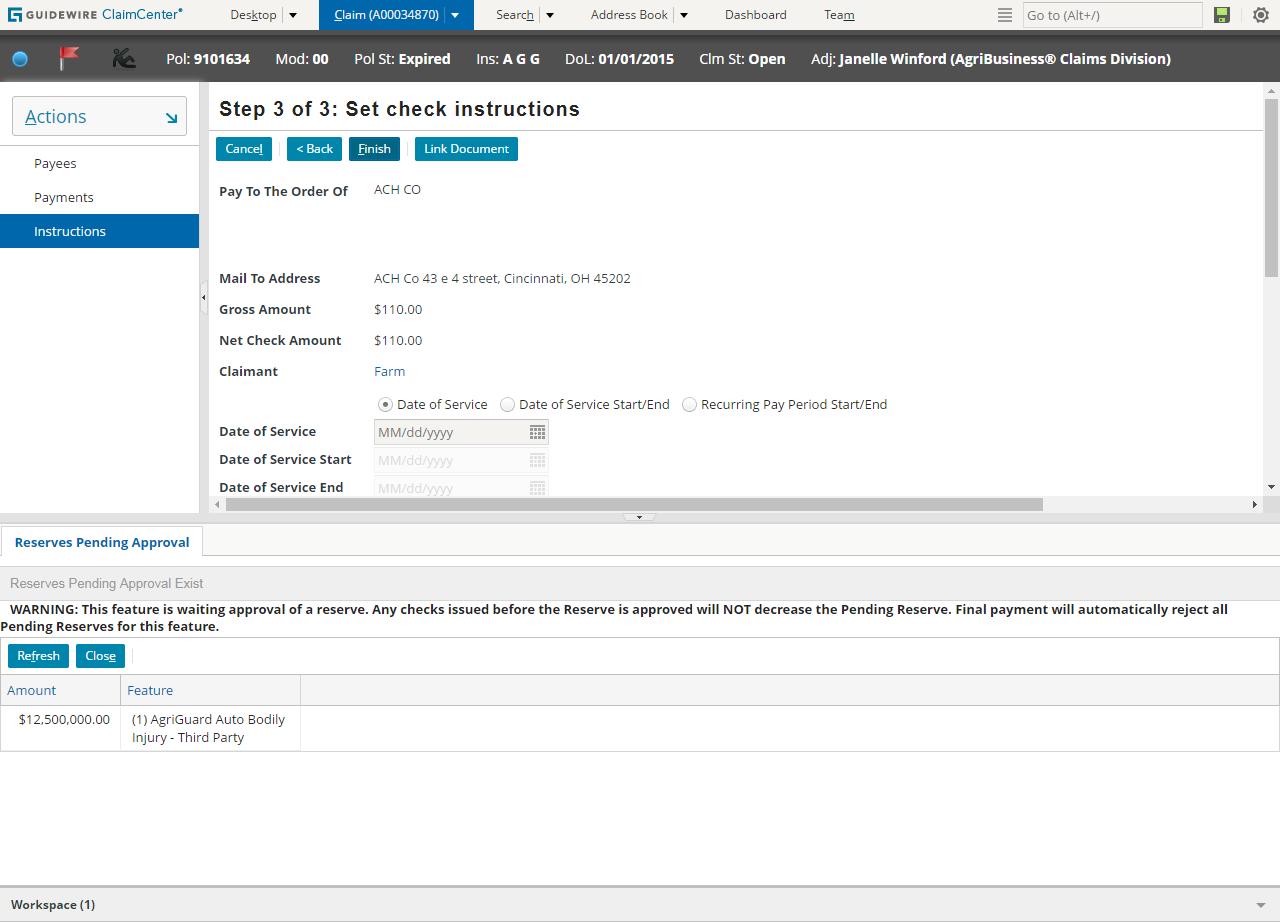 GUIDEWIRE ClaimCenter® Desktop Claim (A00034870) Search Address Book Dashboard Team Go to (Alt+/)
Pol: 9101634 Mod: 00 Pol St: Expired Ins: A G G DoL: 01/01/2015 Clm St: Open Adj: Janelle Winford (AgriBusiness® Claims Division)
Actions
Payees
Payments
Instructions
Step 3 of 3: Set check instructions
Cancel < Back Finish Link Document
Pay To The Order Of ACH CO
Mail To Address ACH Co 43 e 4 street, Cincinnati, OH 45202
Gross Amount $110.00
Net Check Amount $110.00
Claimant Farm
Date of Service Date of Service Start/End Recurring Pay Period Start/End
Date of Service MM/dd/yyyy
Date of Service Start MM/dd/yyyy
Date of Service End MM/dd/yyyy
Reserves Pending Approval
Reserves Pending Approval Exist
WARNING: This feature is waiting approval of a reserve. Any checks issued before the Reserve is approved will NOT decrease the Pending Reserve. Final payment will automatically reject all
Pending Reserves for this feature.
Refresh Close
Amount Feature
$12,500,000.00 (1) AgriGuard Auto Bodily
Injury - Third Party
Workspace (1)